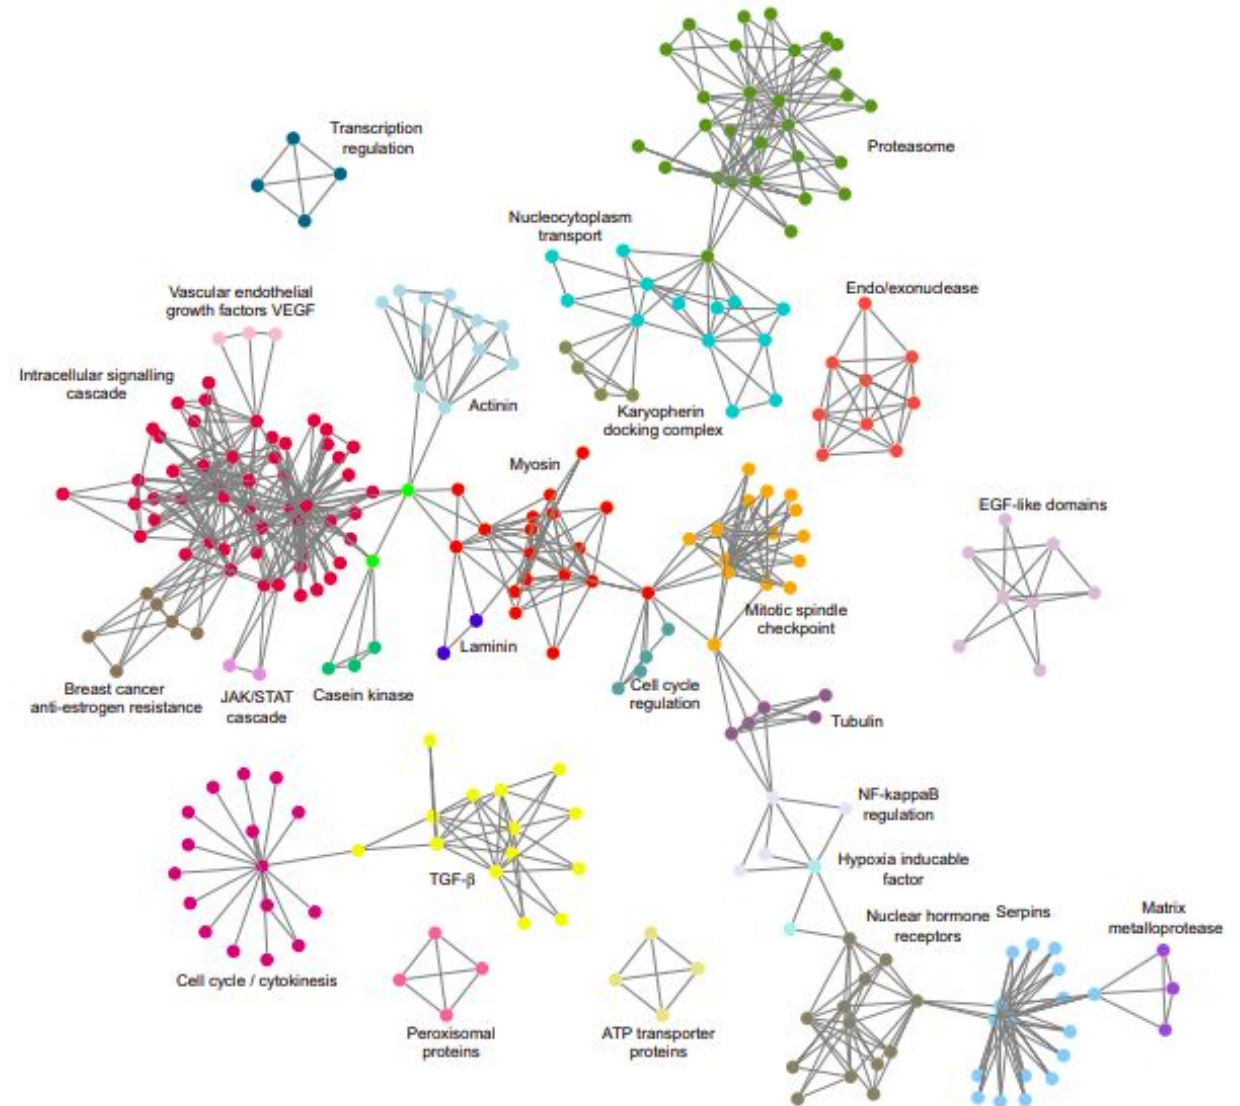 Transcription
regulation
Proteasome
Nucleocytoplasm
transport
Vascular endothelial
growth factors VEGF
Endo/exonuclease
Intracellular signalling
cascade
Actinin
Karyopherin
docking complex
Myosin
EGF-like domains
Mitotic spindle
checkpoint
Laminin
Breast cancer
anti-estrogen resistance
JAK/STAT
cascade
Casein kinase
Cell cycle
regulation
Tubulin
NF-kappaB
regulation
TGF-β
Hypoxia inducable
factor
Nuclear hormone
receptors
Serpins
Matrix
metalloprotease
Cell cycle / cytokinesis
Peroxisomal
proteins
ATP transporter
proteins